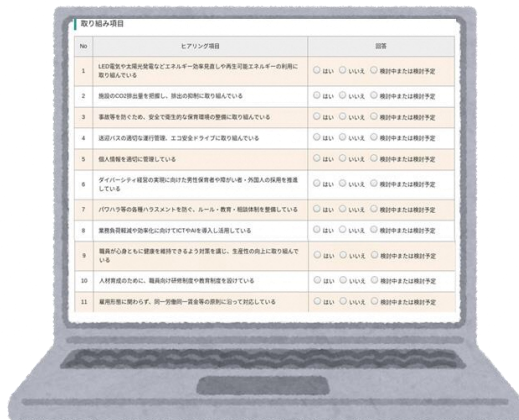 取り組み項目
No ヒアリング項目 回答
1 LED電気や太陽光発電などエネルギー効率見直しや再生可能エネルギーの利用に
取り組んでいる ○ はい ○ いいえ ○ 検討中または検討予定
2 施設のCO2排出量を把握し、排出の抑制に取り組んでいる ○ はい ○ いいえ ○ 検討中または検討予定
3 事故等を防ぐため、安全で衛生的な保育環境の整備に取り組んでいる ○ はい ○ いいえ ○ 検討中または検討予定
4 送迎バスの適切な運行管理、エコ安全ドライブに取り組んでいる ○ はい ○ いいえ ○ 検討中または検討予定
5 個人情報を適切に管理している ○ はい ○ いいえ ○ 検討中または検討予定
6 ダイバーシティ経営の実現に向けた男性保育者や障がい者・外国人の採用を推進
している ○ はい ○ いいえ ○ 検討中または検討予定
7 パワハラ等の各種ハラスメントを防ぐ、ルール・教育・相談体制を整備している ○ はい ○ いいえ ○ 検討中または検討予定
8 業務負荷軽減や効率化に向けてICTやAIを導入し活用している ○ はい ○ いいえ ○ 検討中または検討予定
9 職員が心身ともに健康を維持できるよう対策を講じ、生産性の向上に取り組んで
いる ○ はい ○ いいえ ○ 検討中または検討予定
10 人材育成のために、職員向け研修制度や教育制度を設けている ○ はい ○ いいえ ○ 検討中または検討予定
11 雇用形態に関わらず、同一労働同一賃金等の原則に沿って対応している ○ はい ○ いいえ ○ 検討中または検討予定